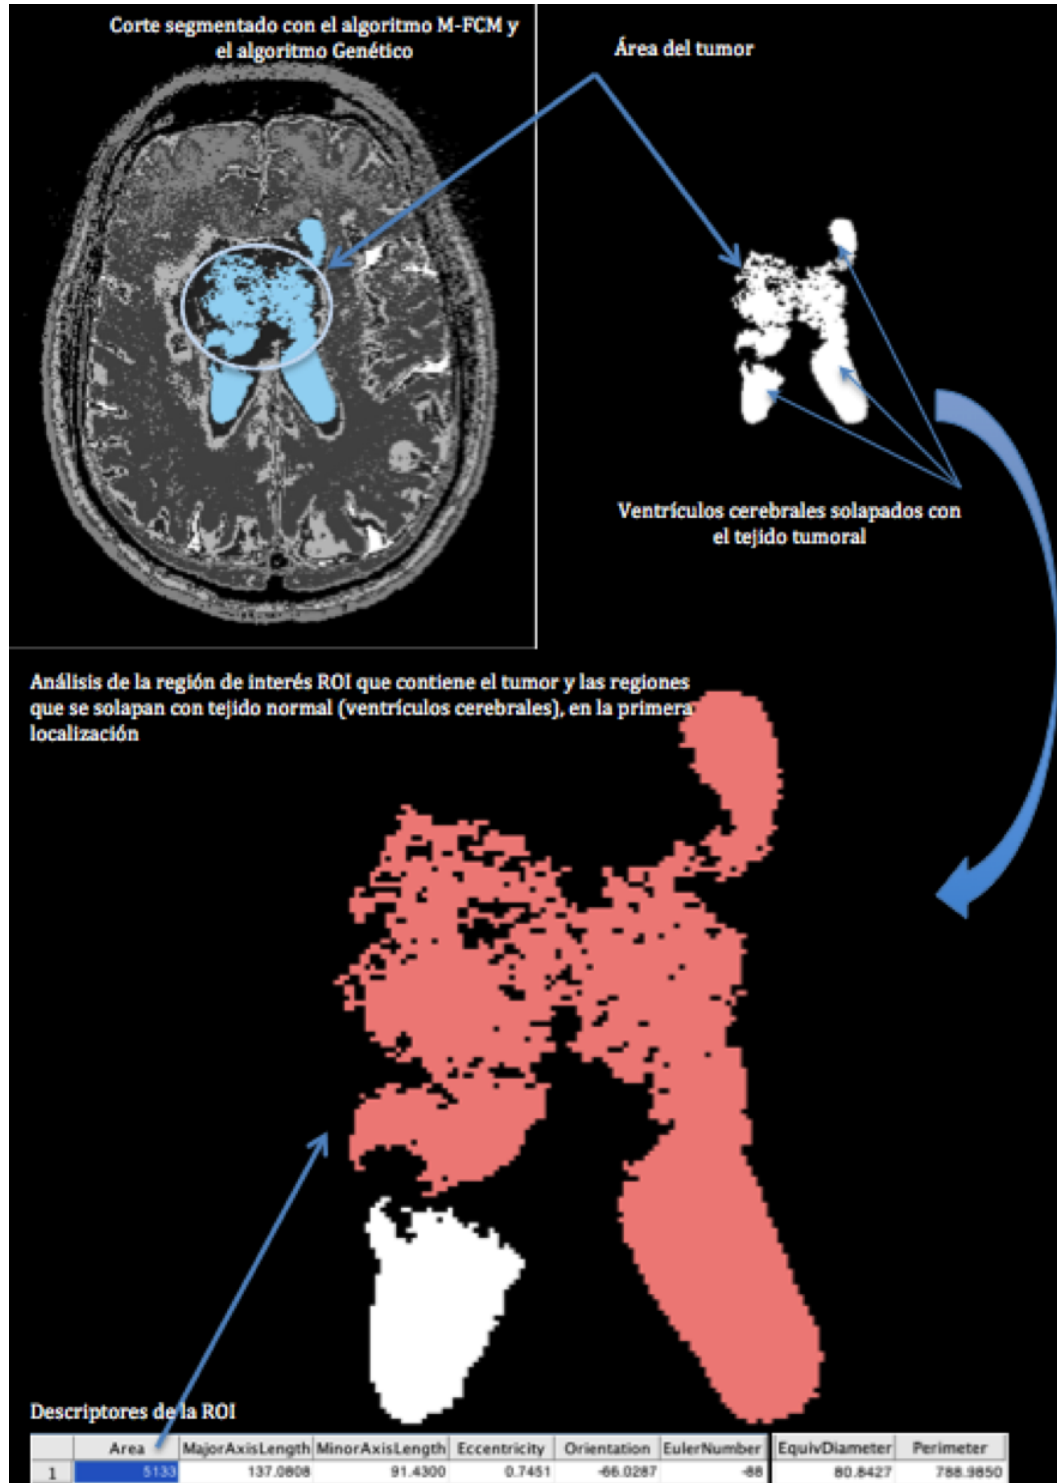 Corte segmentado con el algoritmo M-FCM y
el algoritmo Genético
Área del tumor
Ventrículos cerebrales solapados con
el tejido tumoral
Análisis de la región de interés ROI que contiene el tumor y las regiones
que se solapan con tejido normal (ventrículos cerebrales), en la primera
localización
Descriptores de la ROI
Area MajorAxisLength MinorAxisLength Eccentricity Orientation EulerNumber EquivDiameter Perimeter
1 5133 137.0808 91.4300 0.7451 -66.0287 -88 80.8427 788.9850